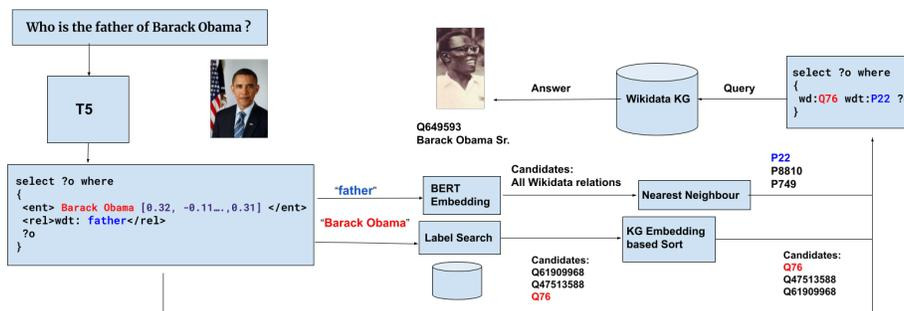 Who is the father of Barack Obama ?
T5
select ?o where
{
<ent> Barack Obama [0.32, -0.11….,0.31] </ent>
<rel>wdt: father</rel>
?o
}
"father"
"Barack Obama"
BERT
Embedding
Label Search
Candidates:
All Wikidata relations
Nearest Neighbour
P22
P8810
P749
KG Embedding
based Sort
Candidates:
Q61909968
Q47513588
Q76
Candidates:
Q76
Q47513588
Q61909968
select ?o where
{
wd:Q76 wdt:P22 ?
}
Query
Wikidata KG
Answer
Q649593
Barack Obama Sr.